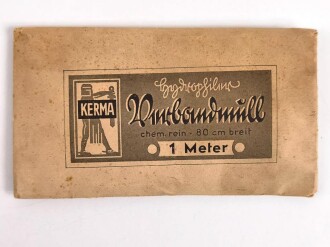 KERMA
Hydrophiler
Verbandmull
chem. rein • 80 cm breit
1 Meter